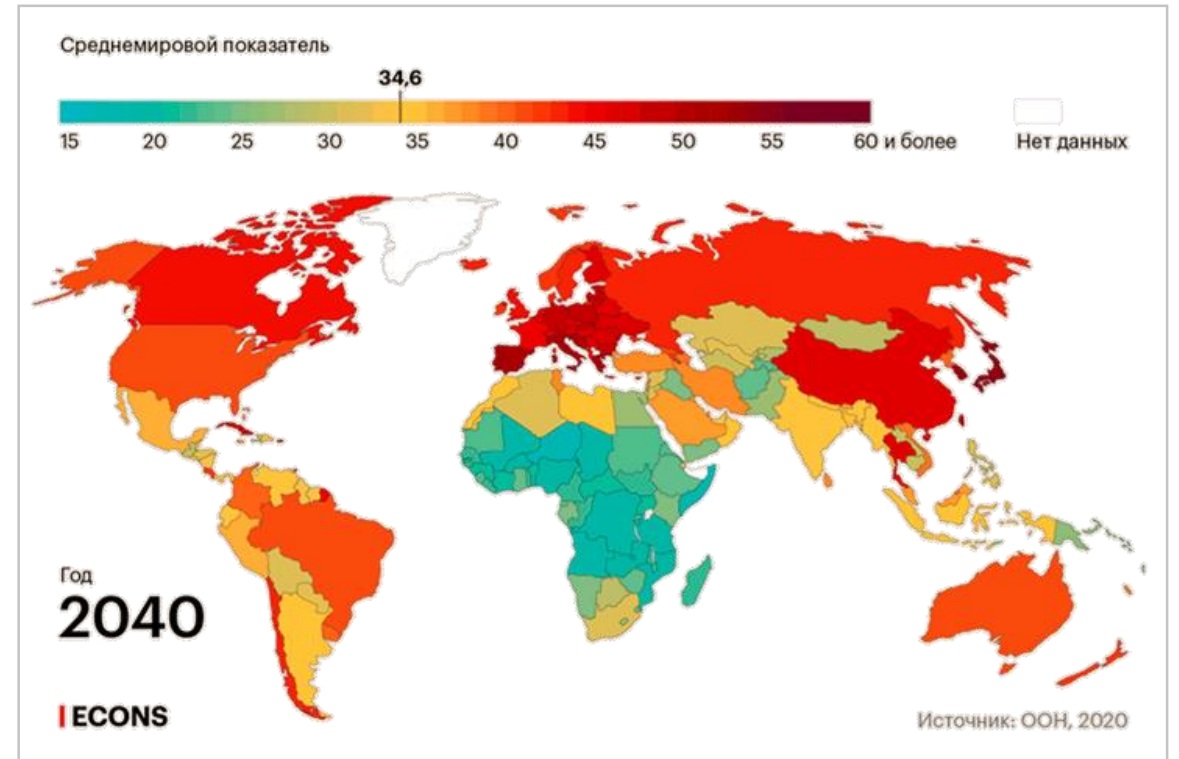 Среднемировой показатель
34,6
15 20 25 30 35 40 45 50 55 60 и более Нет данных
Год
2040
ECONS
Источник: ООН, 2020